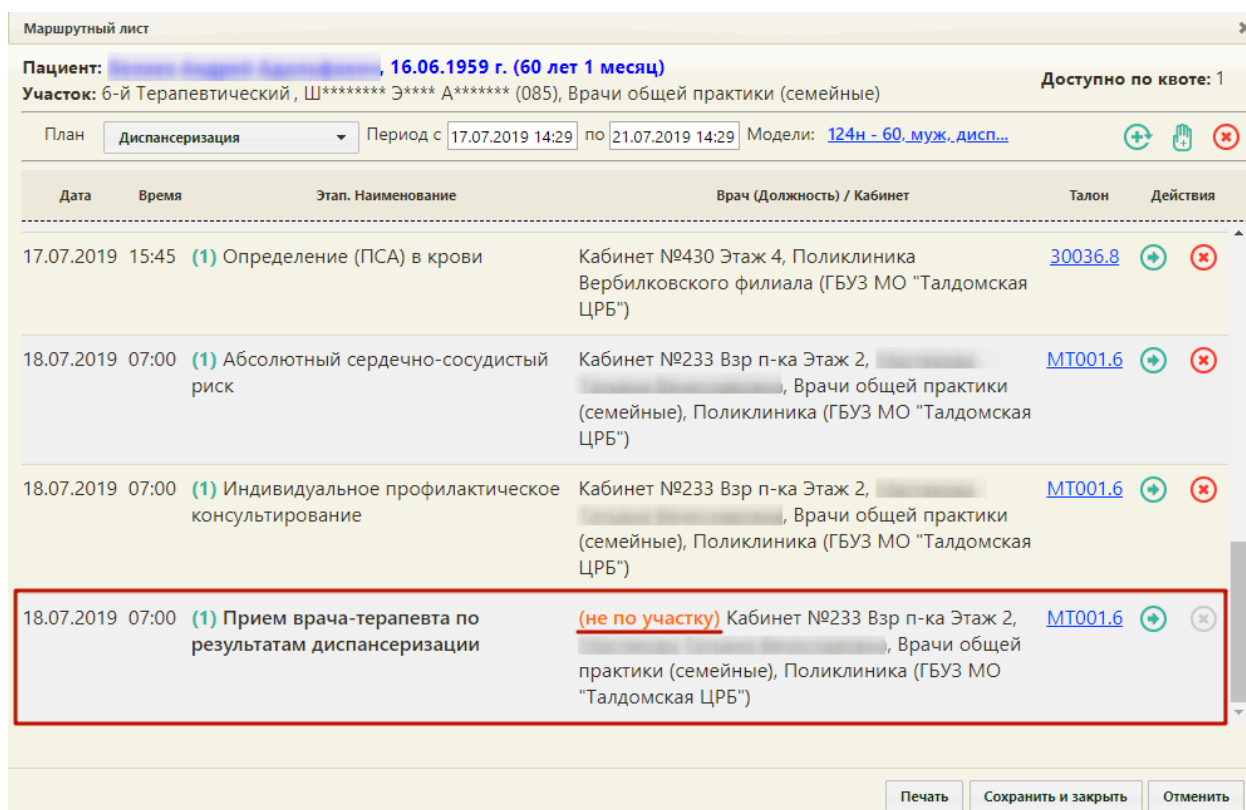 Маршрутный лист
Пациент: , 16.06.1959 г. (60 лет 1 месяц)
Доступно по квоте: 1
Участок: 6-й Терапевтический , Ш******** Э**** А******* (085), Врачи общей практики (семейные)
План Диспансеризация Период с 17.07.2019 14:29 по 21.07.2019 14:29 Модели: 124н - 60, муж, дисп...
Дата Время Этап. Наименование Врач (Должность) / Кабинет Талон Действия
17.07.2019 15:45 (1) Определение (ПСА) в крови Кабинет №430 Этаж 4, Поликлиника 30036.8
Вербилковского филиала (ГБУЗ МО "Талдомская
ЦРБ")
18.07.2019 07:00 (1) Абсолютный сердечно-сосудистый Кабинет №233 Взр п-ка Этаж 2, МТ001.6
риск , Врачи общей практики
(семейные), Поликлиника (ГБУЗ МО "Талдомская
ЦРБ")
18.07.2019 07:00 (1) Индивидуальное профилактическое Кабинет №233 Взр п-ка Этаж 2, МТ001.6
консультирование , Врачи общей практики
(семейные), Поликлиника (ГБУЗ МО "Талдомская
ЦРБ")
18.07.2019 07:00 (1) Прием врача-терапевта по (не по участку) Кабинет №233 Взр п-ка Этаж 2, МТ001.6
результатам диспансеризации , Врачи общей
практики (семейные), Поликлиника (ГБУЗ МО
"Талдомская ЦРБ")
Печать Сохранить и закрыть Отменить